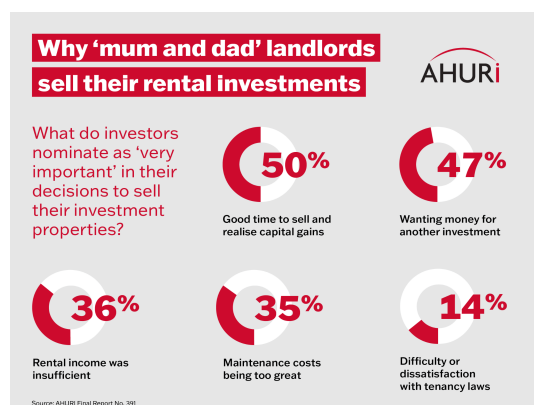 Why ‘mum and dad’ landlords
sell their rental investments
AHURi
What do investors
nominate as ‘very
important’ in their
decisions to sell
their investment
properties?
50%
Good time to sell and
realise capital gains
47%
Wanting money for
another investment
36%
Rental income was
insufficient
35%
Maintenance costs
being too great
14%
Difficulty or
dissatisfaction
with tenancy laws
Source: AHURI Final Report No. 391